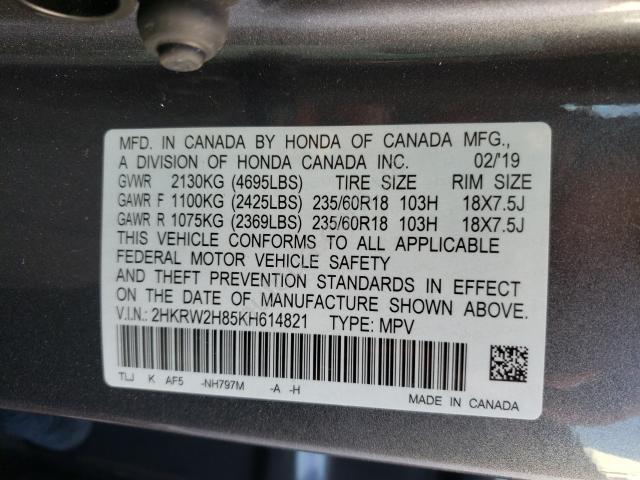 MFD. IN CANADA BY HONDA OF CANADA MFG.,
A DIVISION OF HONDA CANADA INC. 02/'19
GVWR 2130KG (4695LBS) TIRE SIZE RIM SIZE
GAWR F 1100KG (2425LBS) 235/60R18 103H 18X7.5J
GAWR R 1075KG (2369LBS) 235/60R18 103H 18X7.5J
THIS VEHICLE CONFORMS TO ALL APPLICABLE
FEDERAL MOTOR VEHICLE SAFETY
AND THEFT PREVENTION STANDARDS IN EFFECT
ON THE DATE OF MANUFACTURE SHOWN ABOVE.
V.I.N.: 2HKRW2H85KH614821 TYPE: MPV
TLJ K AF5 -NH797M -A -H
MADE IN CANADA